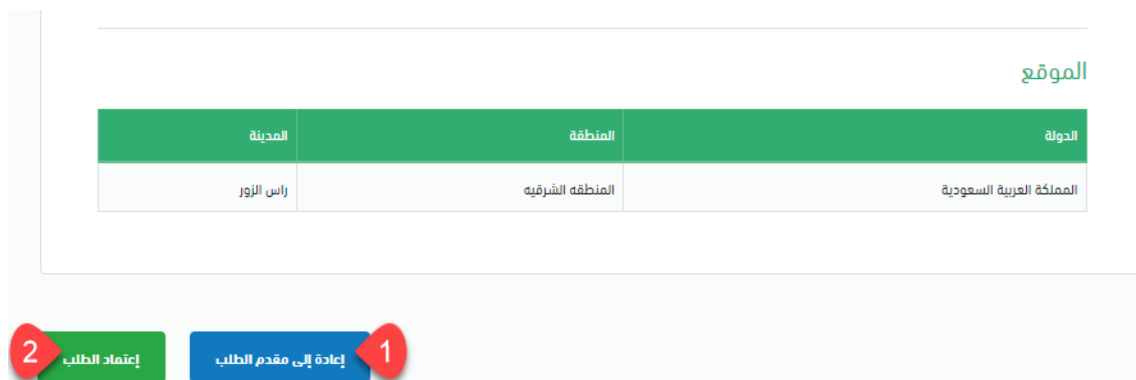 الموقع
الدولة المنطقة المدينة
المملكة العربية السعودية المنطقه الشرقيه راس الزور
1 إعادة إلى مقدم الطلب إعتماد الطلب 2